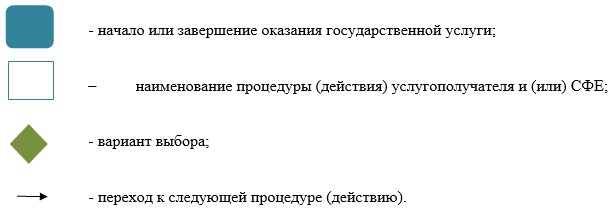 - начало или завершение оказания государственной услуги;
– наименование процедуры (действия) услугополучателя и (или) СФЕ;
- вариант выбора;
- переход к следующей процедуре (действию).